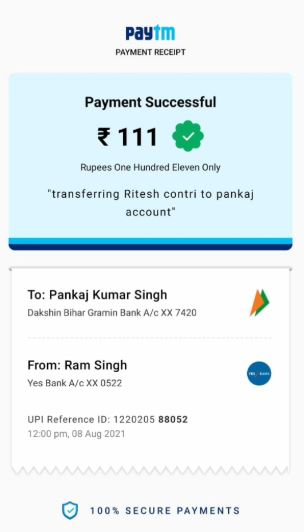 paytm
PAYMENT RECEIPT
Payment Successful
₹ 111
Rupees One Hundred Eleven Only
"transferring Ritesh contri to pankaj
account"
To: Pankaj Kumar Singh
Dakshin Bihar Gramin Bank A/c XX 7420
From: Ram Singh
YES BANK
Yes Bank A/c XX 0522
UPI Reference ID: 1220205 88052
12:00 pm, 08 Aug 2021
100% SECURE PAYMENTS